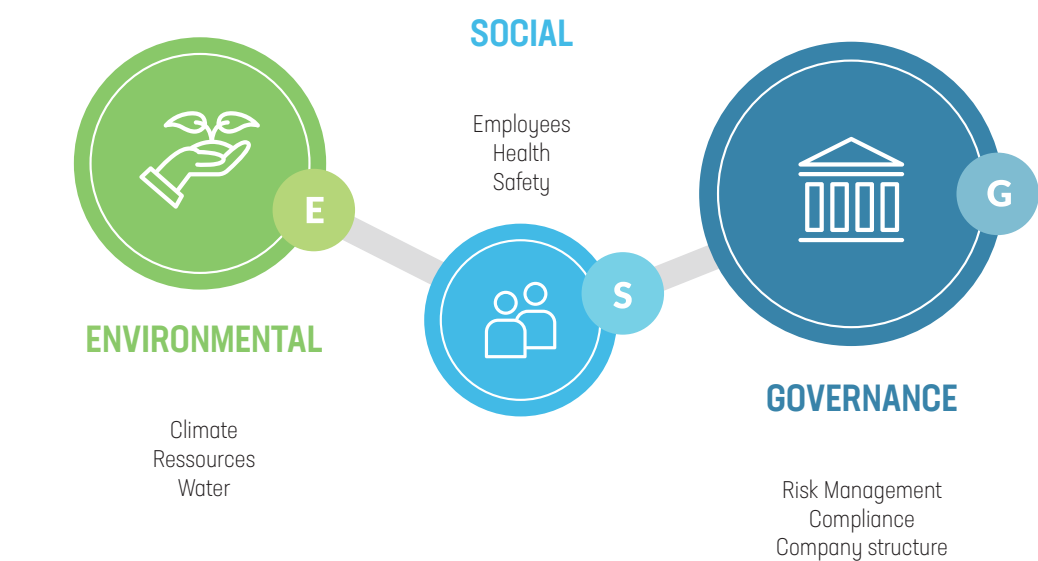 E
ENVIRONMENTAL
Climate
Ressources
Water
SOCIAL
Employees
Health
Safety
S
G
GOVERNANCE
Risk Management
Compliance
Company structure